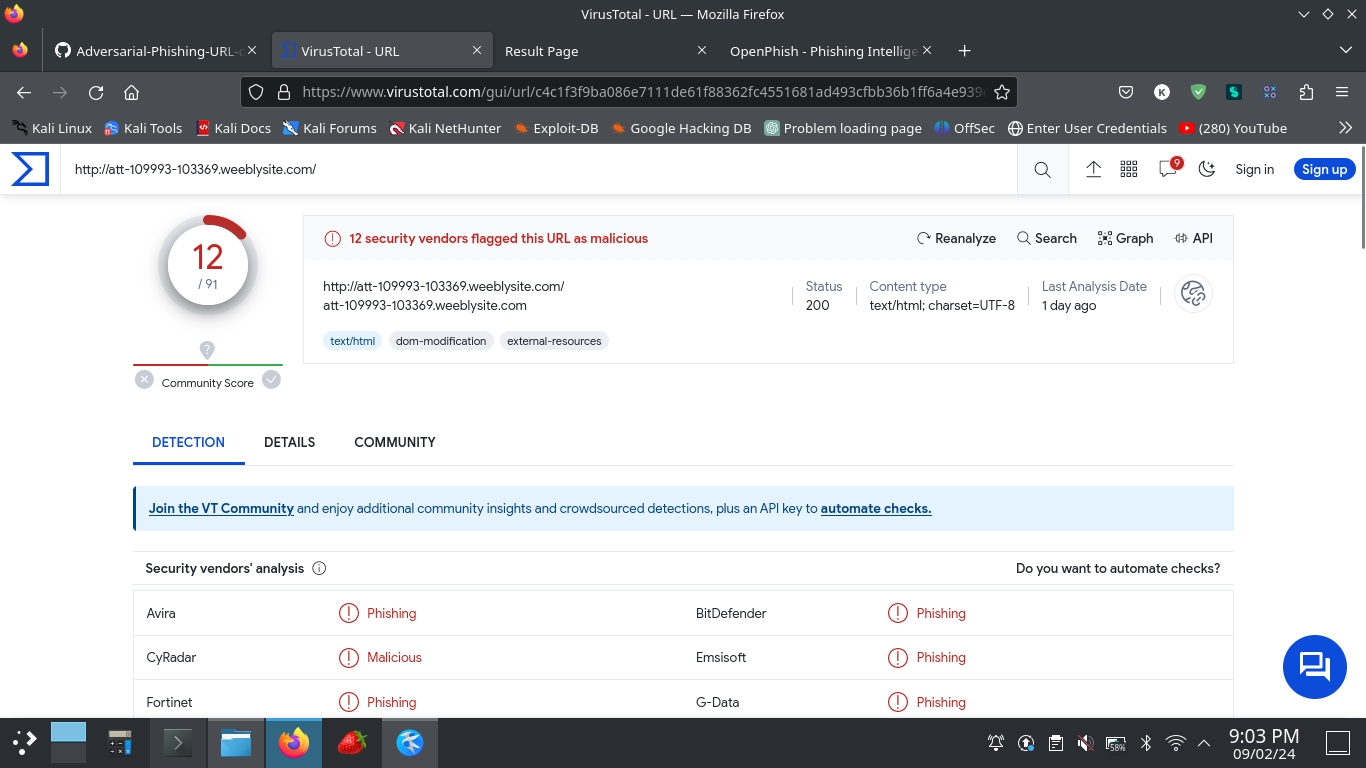 VirusTotal - URL — Mozilla Firefox
Adversarial-Phishing-URL-
VirusTotal - URL
Result Page
OpenPhish - Phishing Intellige
https://www.virustotal.com/gui/url/c4c1f3f9ba086e7111de61f88362fc4551681ad493cfbb36b1ff6a4e939
K
S
Kali Linux
Kali Tools
Kali Docs
Kali Forums
Kali NetHunter
Exploit-DB
Google Hacking DB
Problem loading page
OffSec
Enter User Credentials
(280) YouTube
http://att-109993-103369.weeblysite.com/
9
Sign in
Sign up
12
/ 91
Community Score
12 security vendors flagged this URL as malicious
Reanalyze
Search
Graph
API
http://att-109993-103369.weeblysite.com/
att-109993-103369.weeblysite.com
Status
200
Content type
text/html; charset=UTF-8
Last Analysis Date
1 day ago
text/html
dom-modification
external-resources
DETECTION
DETAILS
COMMUNITY
Join the VT Community and enjoy additional community insights and crowdsourced detections, plus an API key to automate checks.
Security vendors' analysis
Do you want to automate checks?
Avira
Phishing
BitDefender
Phishing
CyRadar
Malicious
Emsisoft
Phishing
Fortinet
Phishing
G-Data
Phishing
58%
9:03 PM
09/02/24